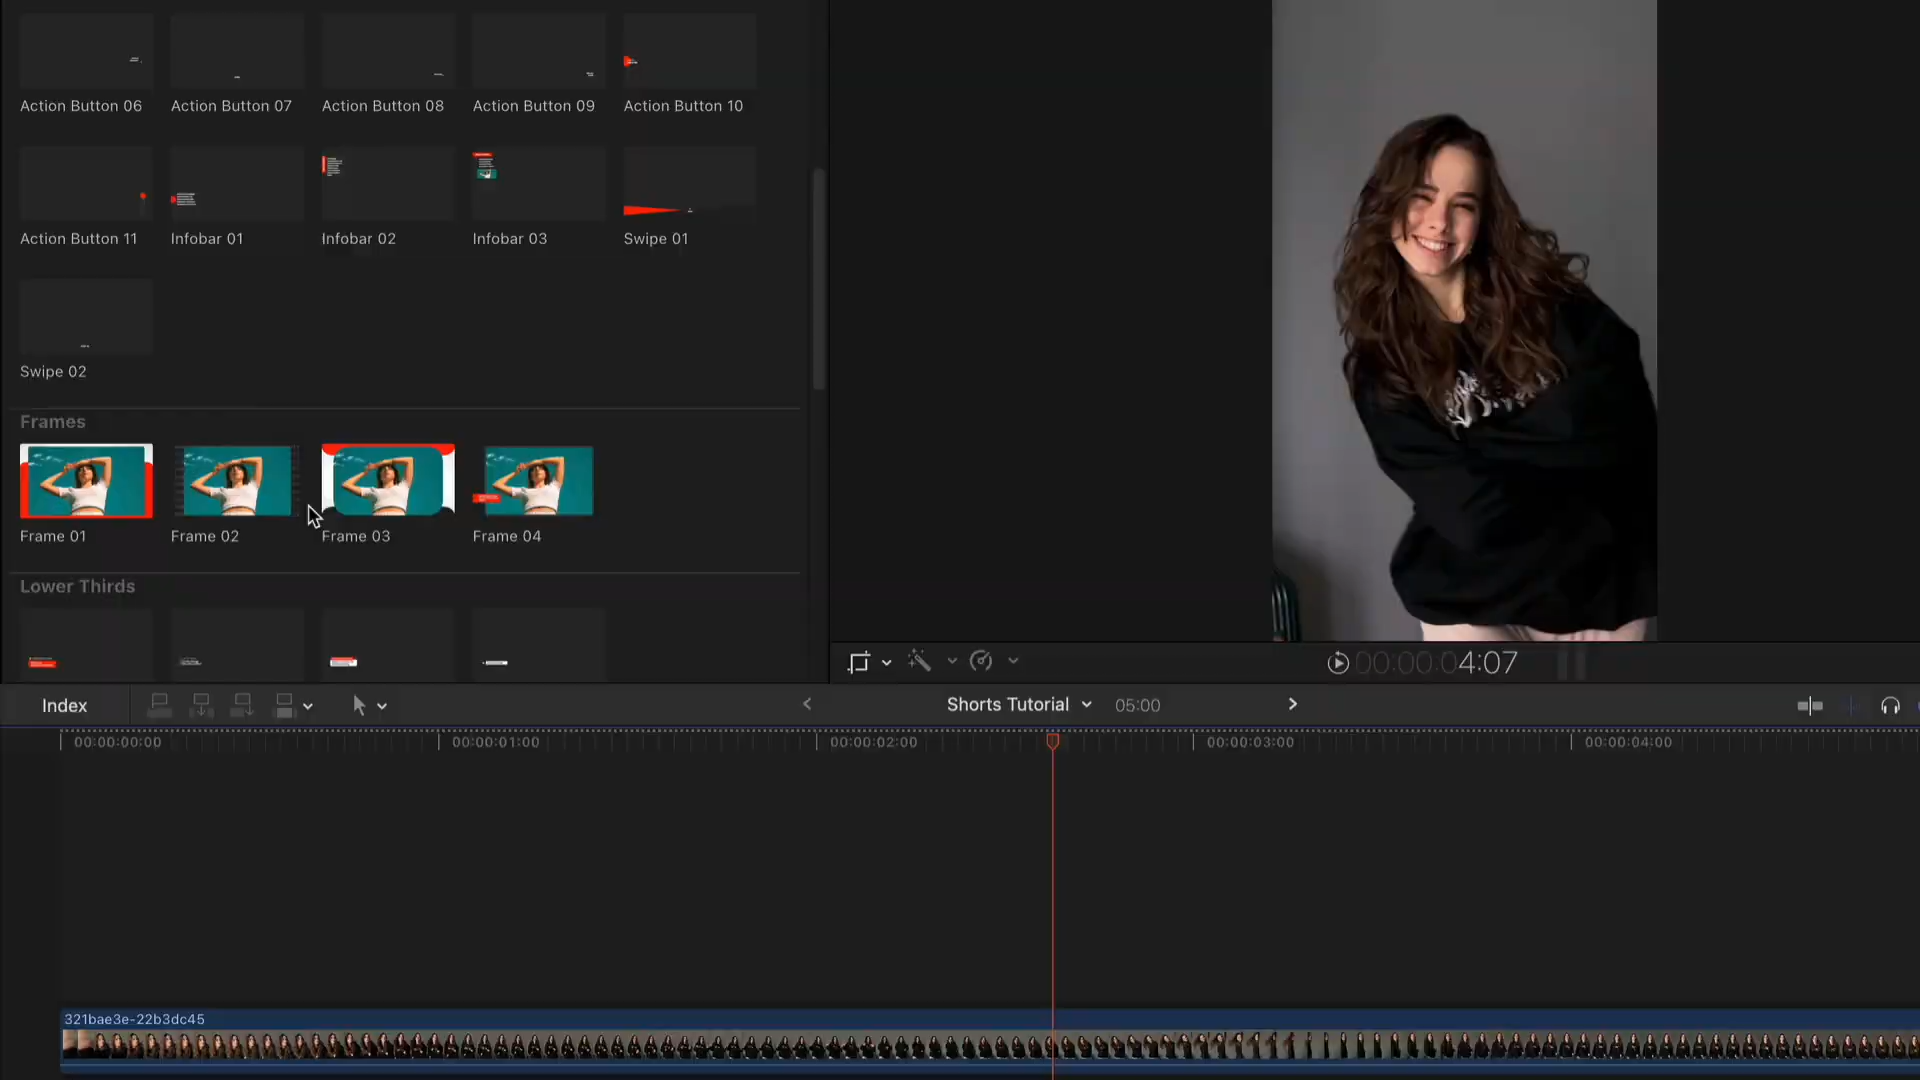 Action Button 06
Action Button 07
Action Button 08
Action Button 09
Action Button 10
Action Button 11
Infobar 01
Infobar 02
Infobar 03
Swipe 01
Swipe 02
Frames
Frame 01
Frame 02
Frame 03
Frame 04
Lower Thirds
00:00:04:07
Index
Shorts Tutorial
05:00
00:00:00:00
00:00:01:00
00:00:02:00
00:00:03:00
00:00:04:00
321bae3e-22b3dc45